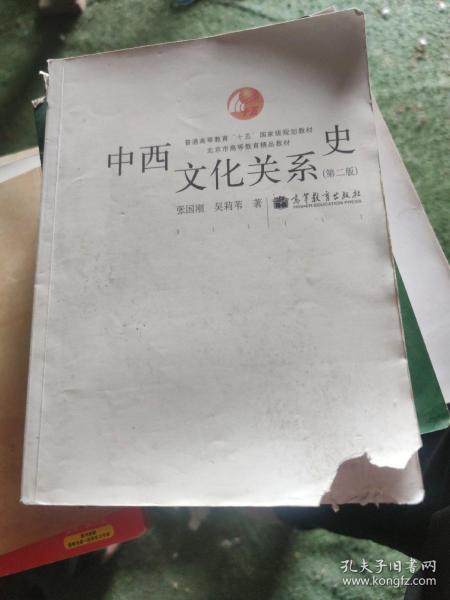 普通高等教育“十五”国家级规划教材
北京市高等教育精品教材
中西文化关系史
(第二版)
张国刚 吴莉苇 著
高等教育出版社
HIGHER EDUCATION PRESS
孔夫子旧书网
www.kongfz.com